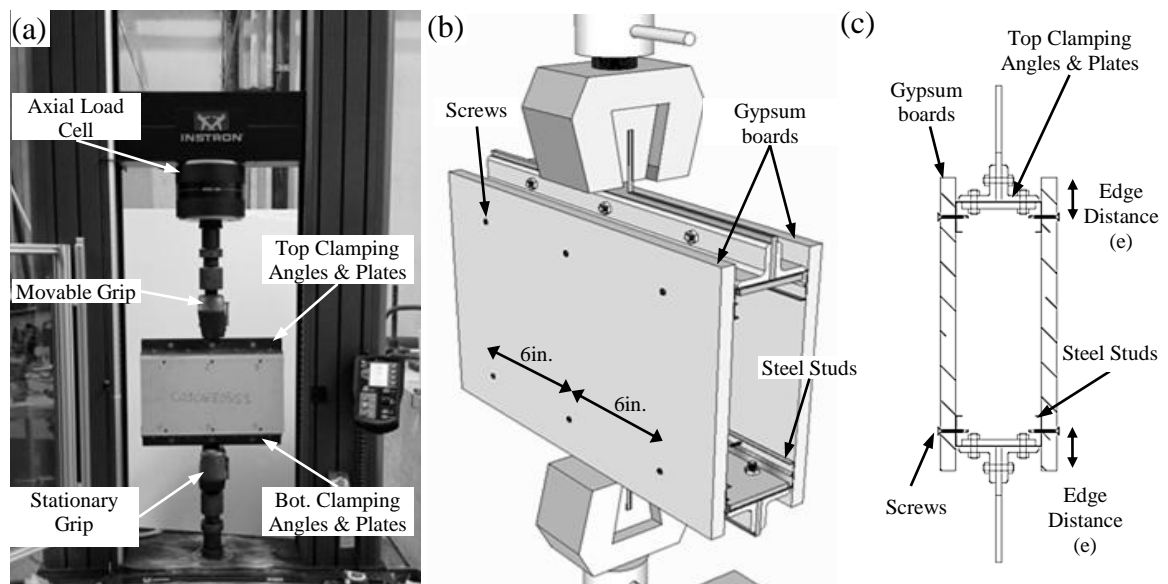 (a)
Axial Load
Cell
INSTRON
Top Clamping
Angles & Plates
Movable Grip
Stationary
Grip
Bot. Clamping
Angles & Plates
(b)
Screws
Gypsum
boards
6in.
6in.
Steel Studs
(c)
Top Clamping
Angles & Plates
Gypsum
boards
Edge
Distance
(e)
Steel Studs
Screws
Edge
Distance
(e)